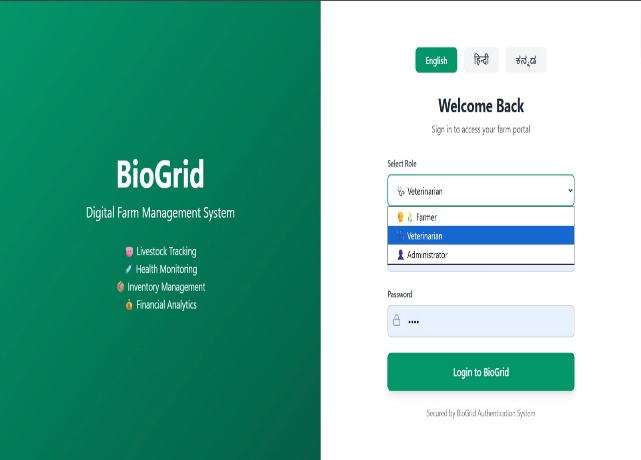 BioGrid
Digital Farm Management System
Livestock Tracking
Health Monitoring
Inventory Management
Financial Analytics
English हिन्दी ಕನ್ನಡ
Welcome Back
Sign in to access your farm portal
Select Role
Veterinarian
Farmer
Veterinarian
Administrator
Password
••••
Login to BioGrid
Secured by BioGrid Authentication System